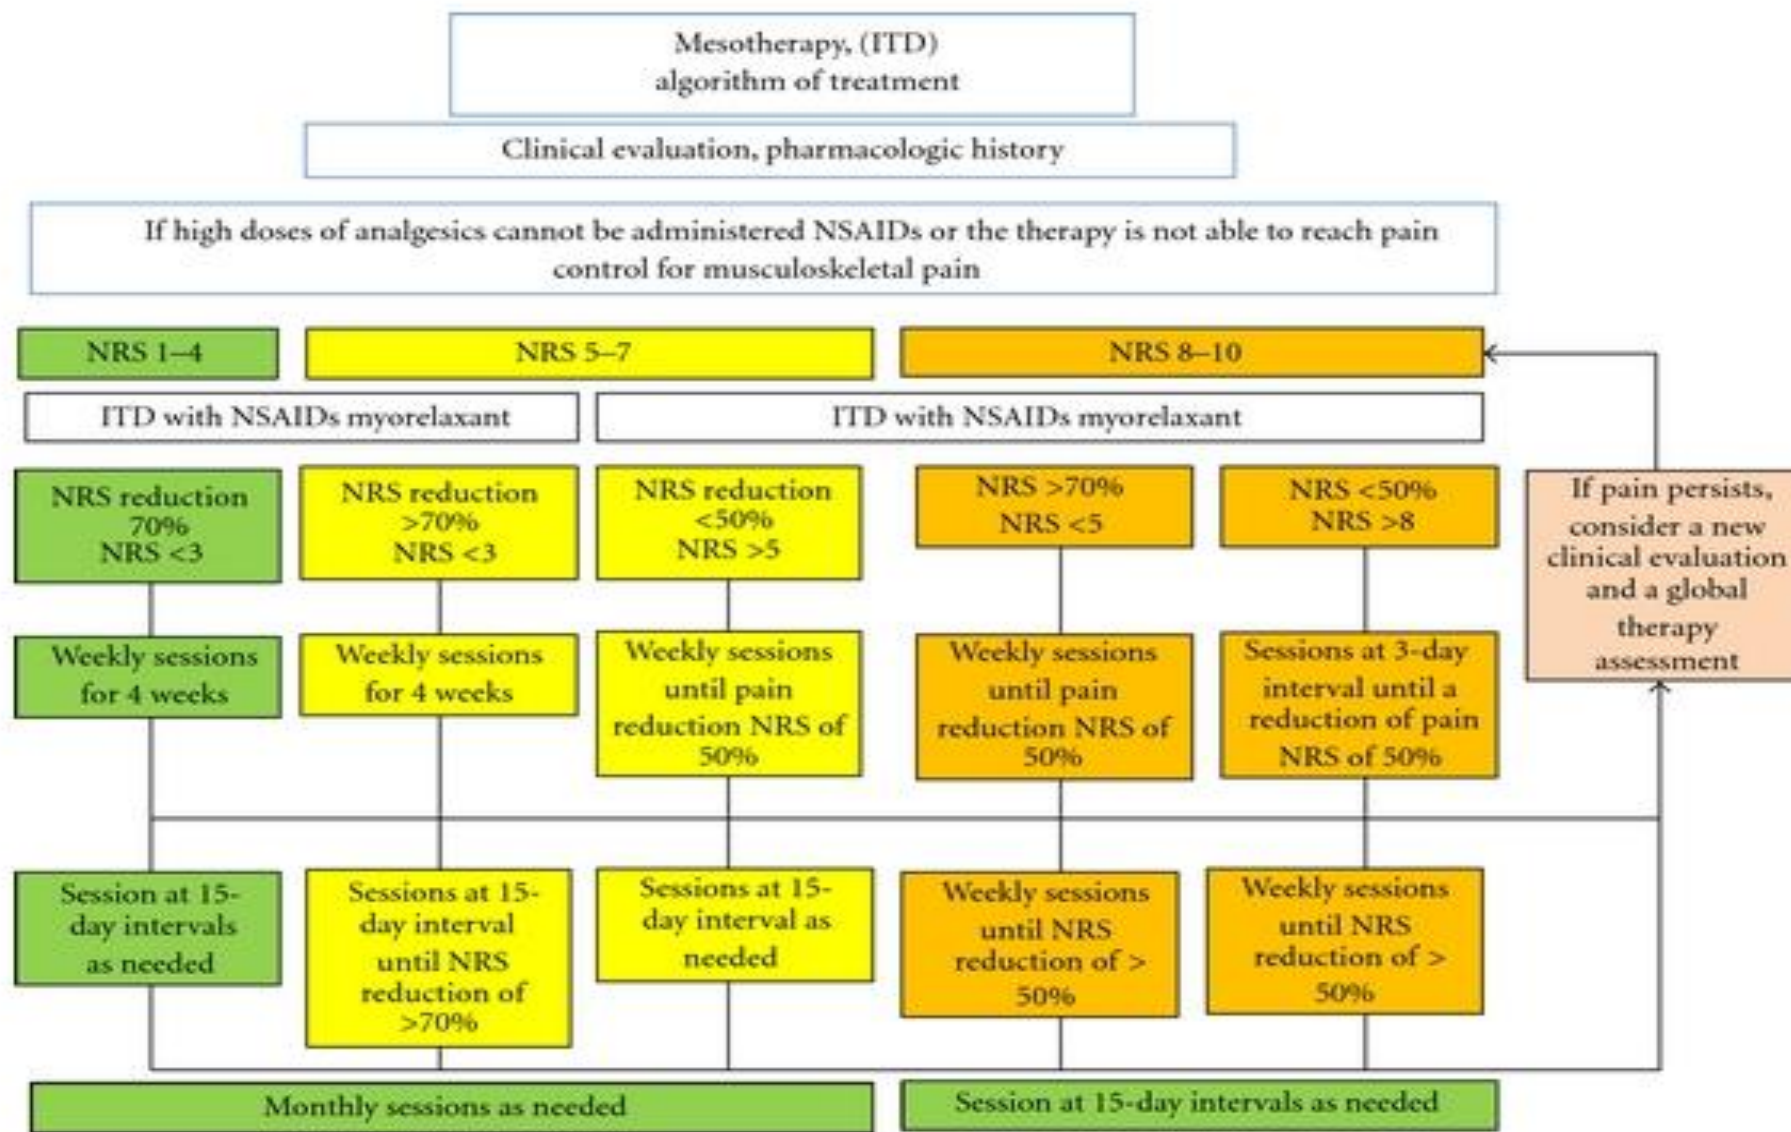 Mesotherapy, (ITD)
algorithm of treatment
Clinical evaluation, pharmacologic history
If high doses of analgesics cannot be administered NSAIDs or the therapy is not able to reach pain
control for musculoskeletal pain
NRS 1–4
NRS 5–7
NRS 8–10
ITD with NSAIDs myorelaxant
ITD with NSAIDs myorelaxant
NRS reduction
70%
NRS <3
NRS reduction
>70%
NRS <3
NRS reduction
<50%
NRS >5
NRS >70%
NRS <5
NRS <50%
NRS >8
If pain persists,
consider a new
clinical evaluation
and a global
therapy
assessment
Weekly sessions
for 4 weeks
Weekly sessions
for 4 weeks
Weekly sessions
until pain
reduction NRS of
50%
Weekly sessions
until pain
reduction NRS of
50%
Sessions at 3-day
interval until a
reduction of pain
NRS of 50%
Session at 15-
day intervals
as needed
Sessions at 15-
day interval
until NRS
reduction of
>70%
Sessions at 15-
day interval as
needed
Weekly sessions
until NRS
reduction of >
50%
Weekly sessions
until NRS
reduction of >
50%
Monthly sessions as needed
Session at 15-day intervals as needed